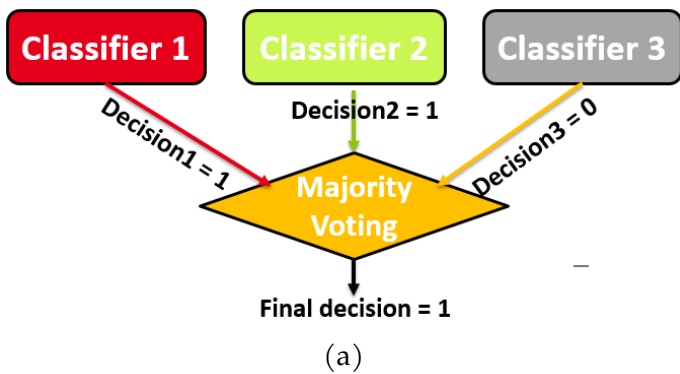 Classifier 1
Classifier 2
Classifier 3
Decision1 = 1
Decision2 = 1
Decision3 = 0
Majority
Voting
Final decision = 1
(a)